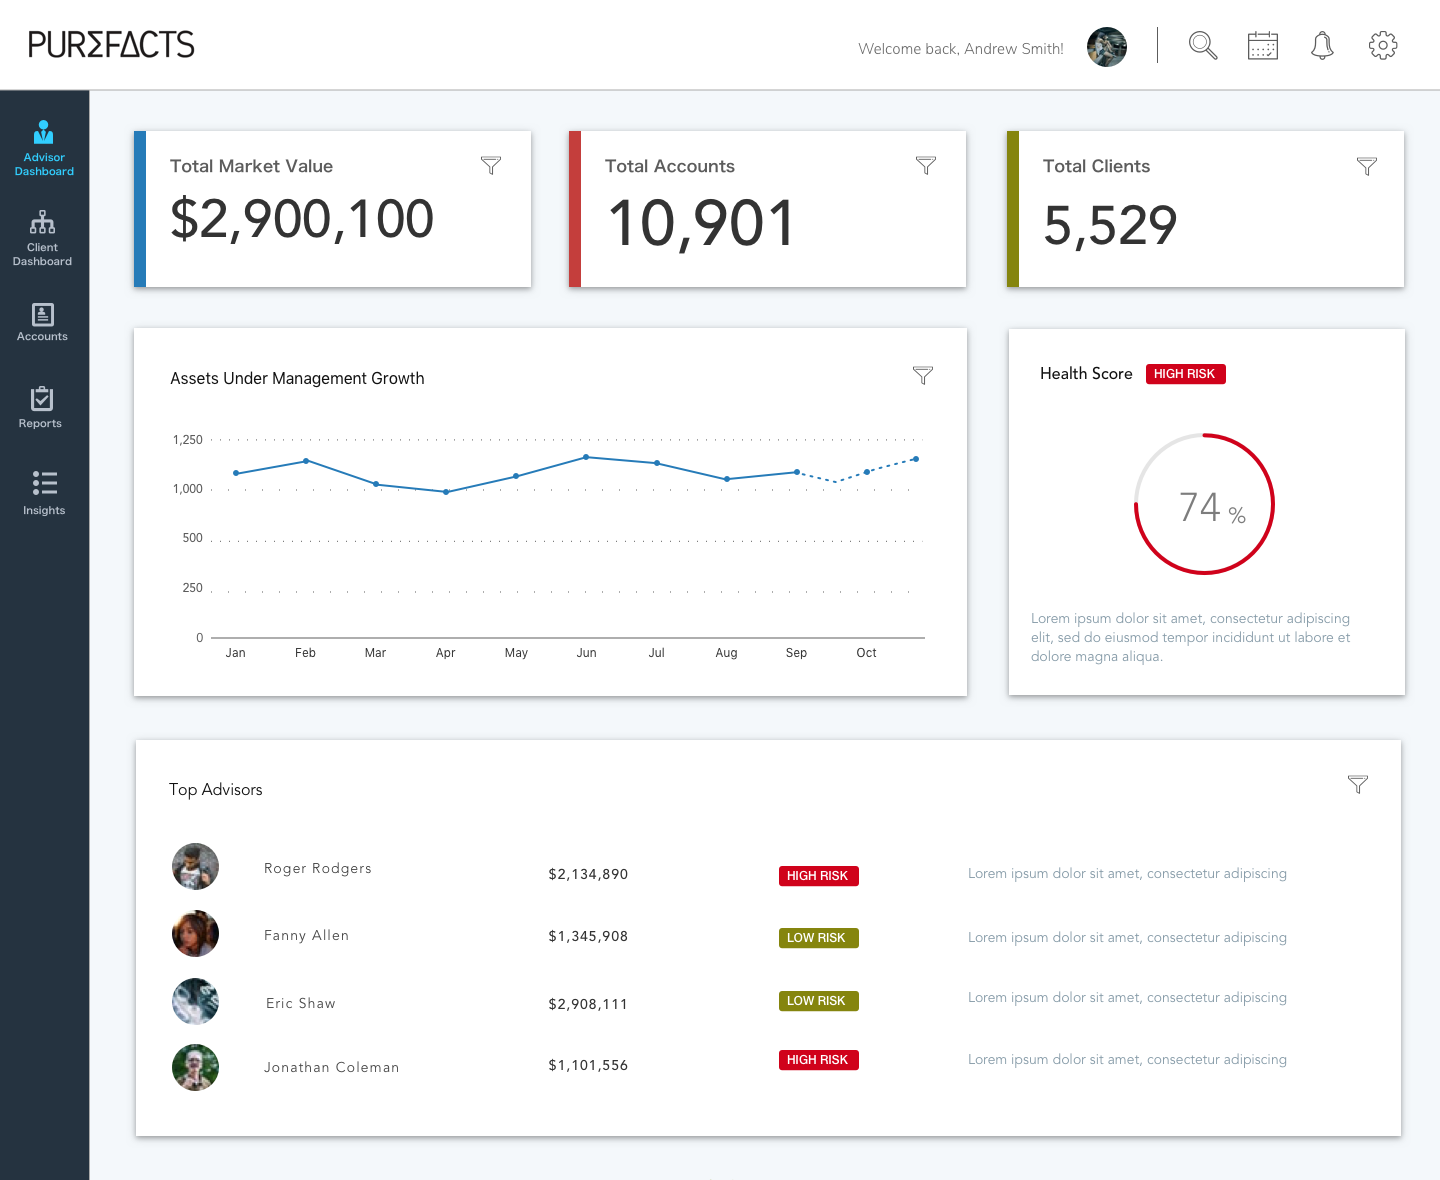 PURΣFΔCTS
Welcome back, Andrew Smith!
Advisor
Dashboard
Client
Dashboard
Accounts
Reports
Insights
Total Market Value
$2,900,100
Total Accounts
10,901
Total Clients
5,529
Assets Under Management Growth
1,250
1,000
500
250
0
Jan Feb Mar Apr May Jun Jul Aug Sep Oct
Health Score HIGH RISK
74 %
Lorem ipsum dolor sit amet, consectetur adipiscing
elit, sed do eiusmod tempor incididunt ut labore et
dolore magna aliqua.
Top Advisors
Roger Rodgers $2,134,890 HIGH RISK Lorem ipsum dolor sit amet, consectetur adipiscing
Fanny Allen $1,345,908 LOW RISK Lorem ipsum dolor sit amet, consectetur adipiscing
Eric Shaw $2,908,111 LOW RISK Lorem ipsum dolor sit amet, consectetur adipiscing
Jonathan Coleman $1,101,556 HIGH RISK Lorem ipsum dolor sit amet, consectetur adipiscing